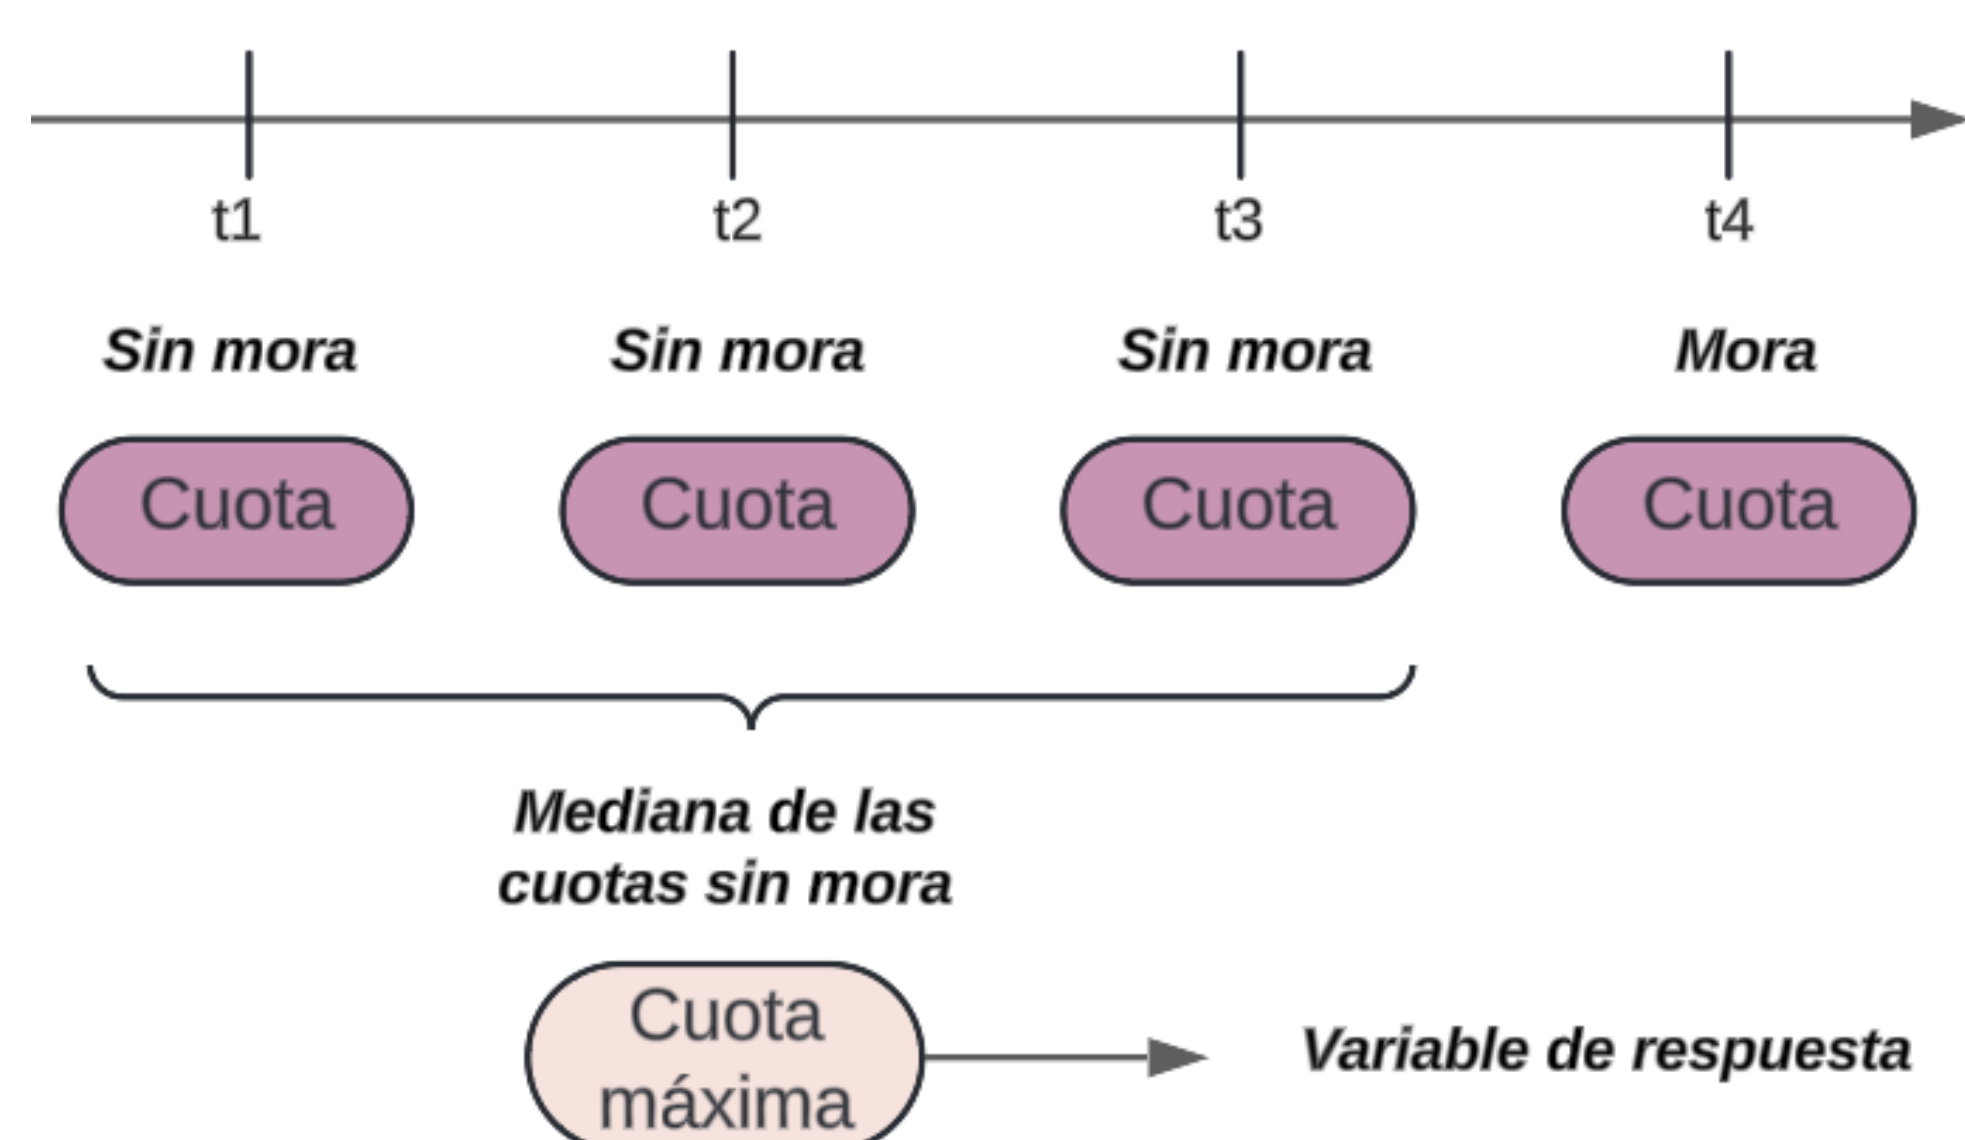 t1 t2 t3 t4
Sin mora Sin mora Sin mora Mora
Cuota Cuota Cuota Cuota
Mediana de las
cuotas sin mora
Cuota
máxima
Variable de respuesta